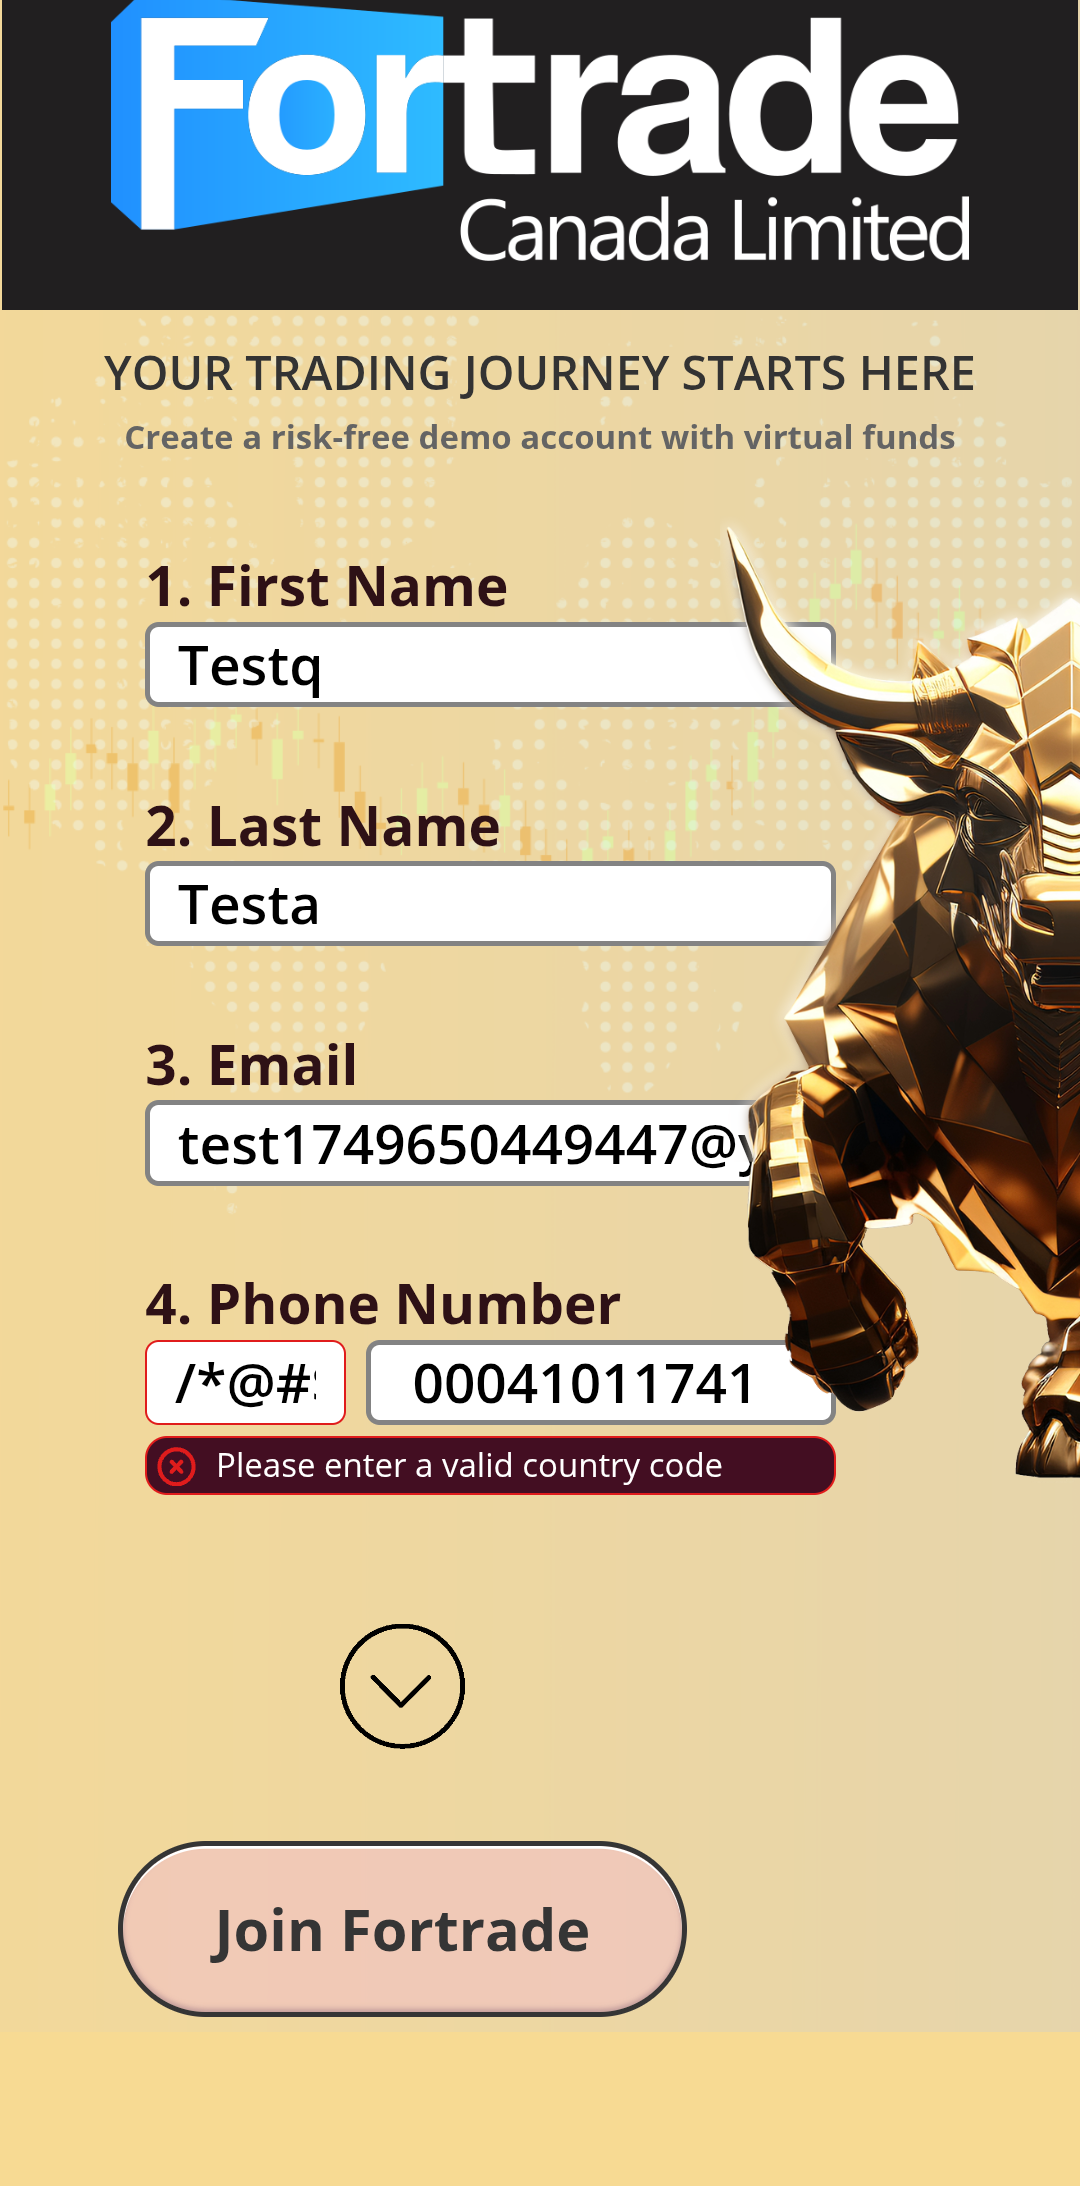 Fortrade
Canada Limited
YOUR TRADING JOURNEY STARTS HERE
Create a risk-free demo account with virtual funds
1. First Name
Testq
2. Last Name
Testa
3. Email
test1749650449447@y
4. Phone Number
/*@#$ 00041011741
Please enter a valid country code
Join Fortrade